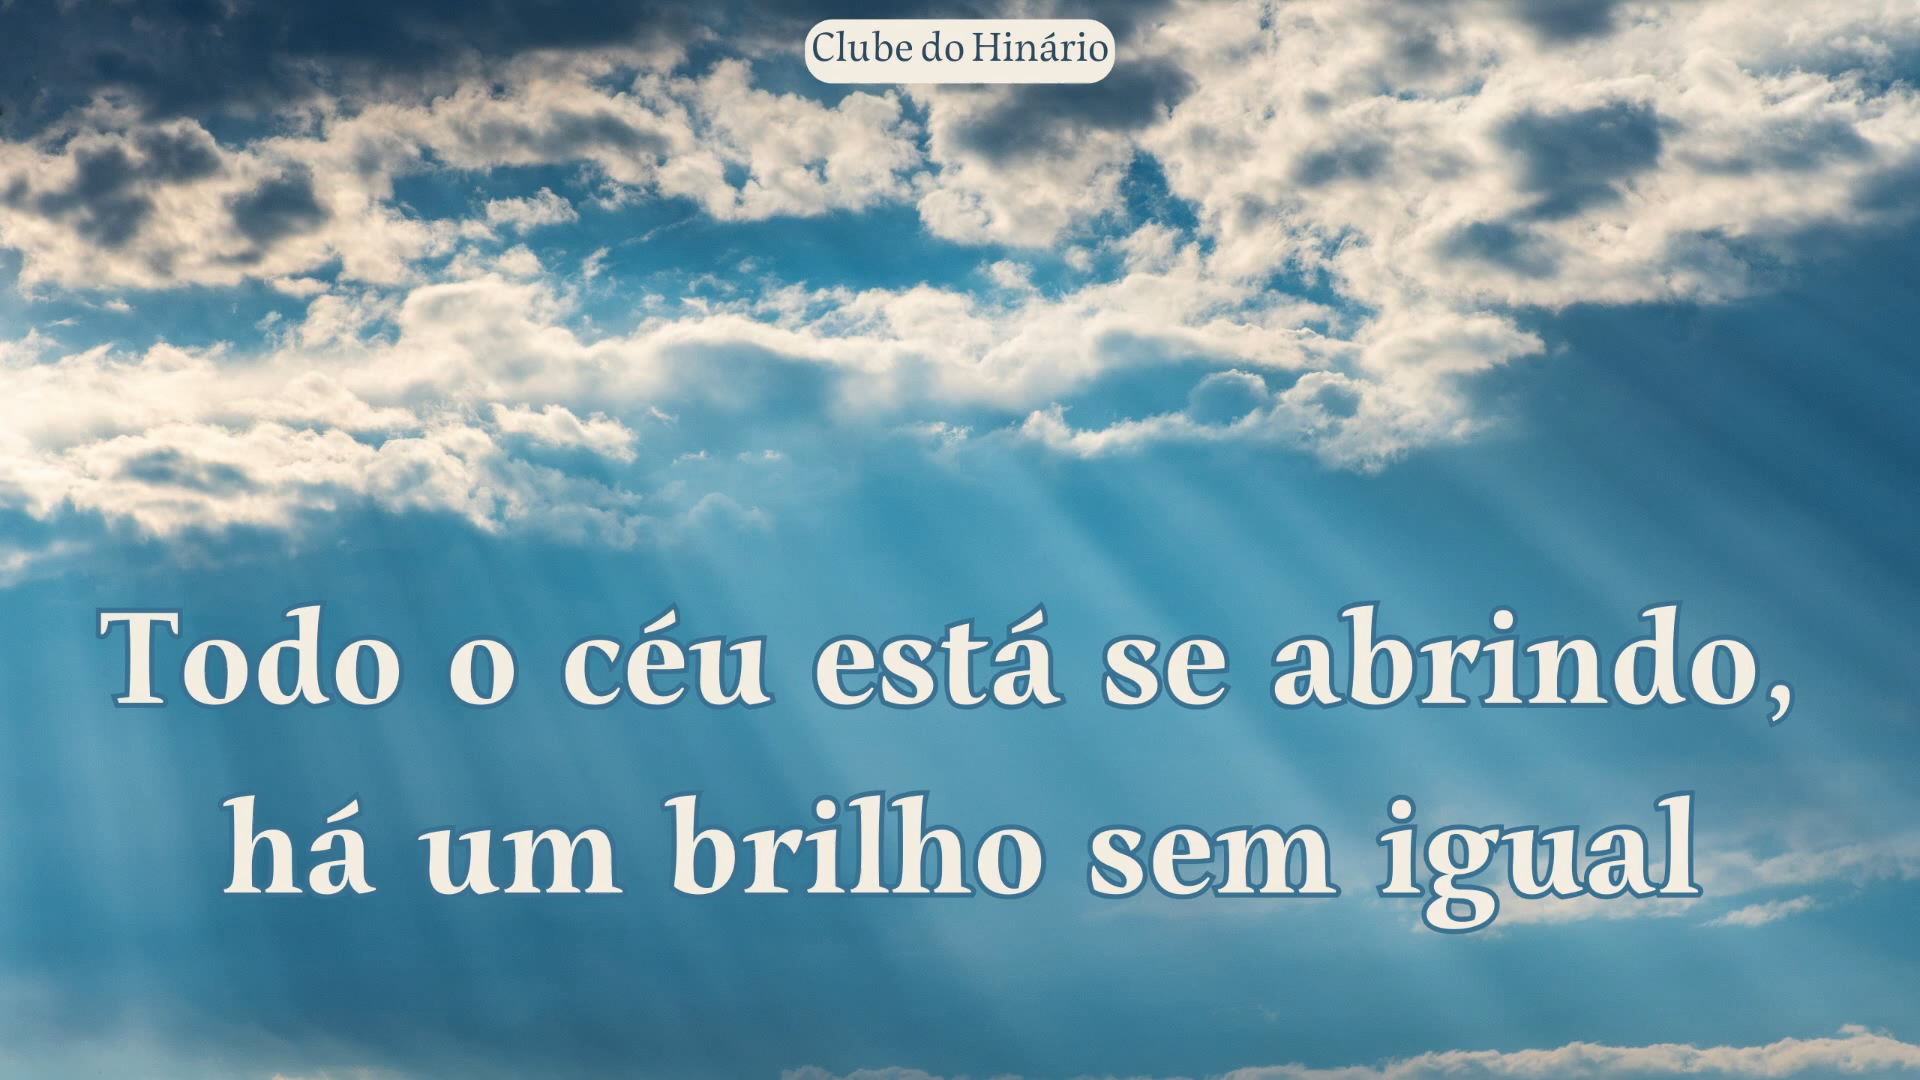 Clube do Hinário
Todo o céu está se abrindo,
há um brilho sem igual